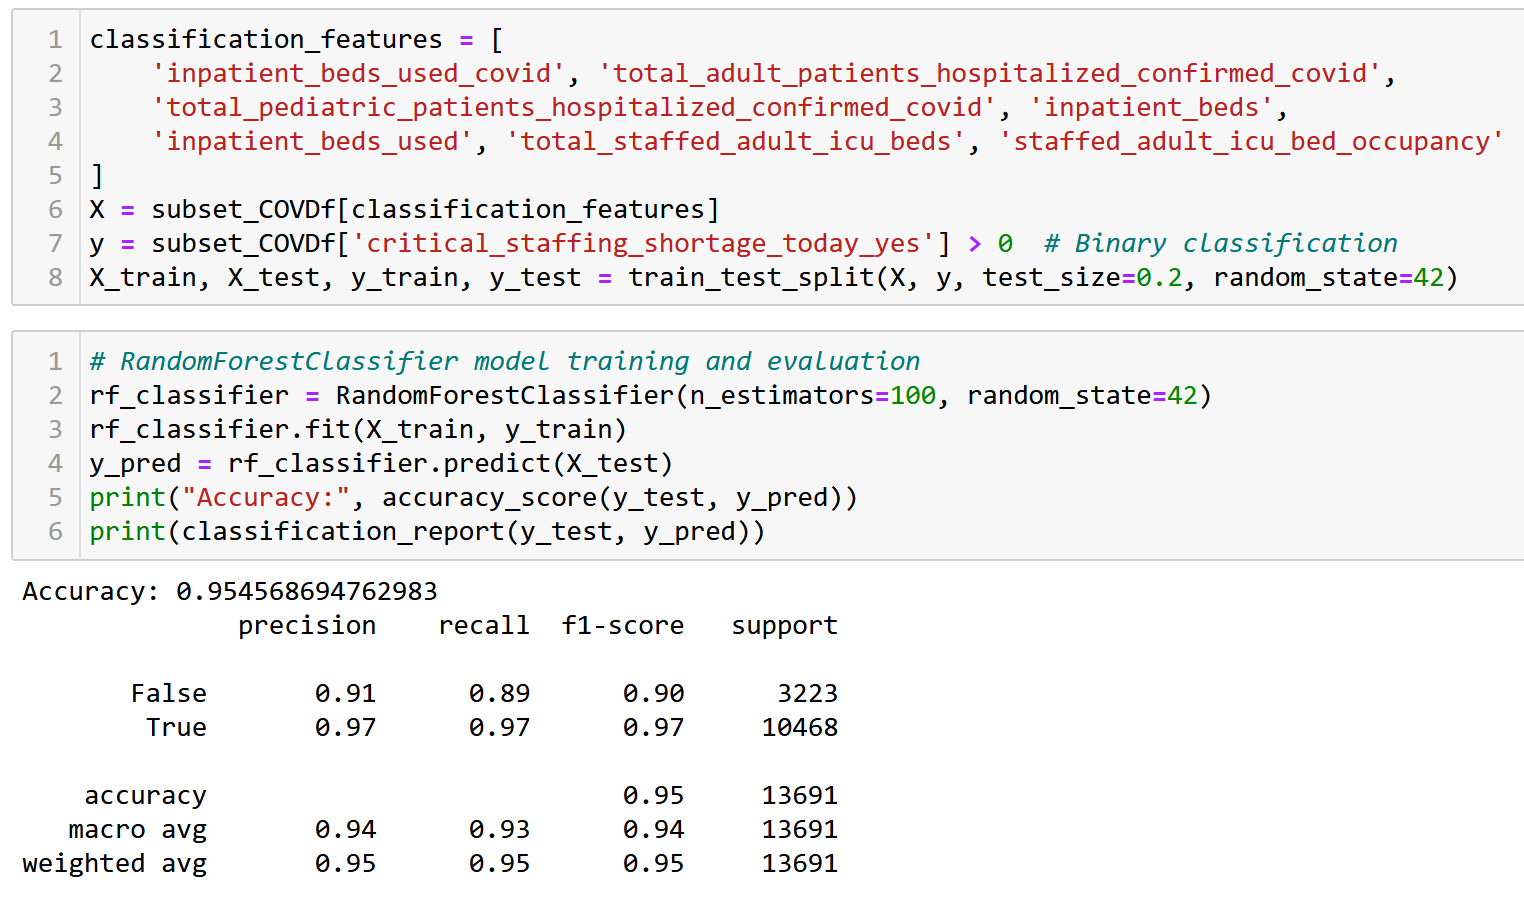 1 classification_features = [
2     'inpatient_beds_used_covid', 'total_adult_patients_hospitalized_confirmed_covid',
3     'total_pediatric_patients_hospitalized_confirmed_covid', 'inpatient_beds',
4     'inpatient_beds_used', 'total_staffed_adult_icu_beds', 'staffed_adult_icu_bed_occupancy'
5 ]
6 X = subset_COVDf[classification_features]
7 y = subset_COVDf['critical_staffing_shortage_today_yes'] > 0  # Binary classification
8 X_train, X_test, y_train, y_test = train_test_split(X, y, test_size=0.2, random_state=42)
1 # RandomForestClassifier model training and evaluation
2 rf_classifier = RandomForestClassifier(n_estimators=100, random_state=42)
3 rf_classifier.fit(X_train, y_train)
4 y_pred = rf_classifier.predict(X_test)
5 print("Accuracy:", accuracy_score(y_test, y_pred))
6 print(classification_report(y_test, y_pred))
Accuracy: 0.954568694762983
              precision    recall  f1-score   support
       False       0.91      0.89      0.90      3223
        True       0.97      0.97      0.97     10468
    accuracy                           0.95     13691
   macro avg       0.94      0.93      0.94     13691
weighted avg       0.95      0.95      0.95     13691